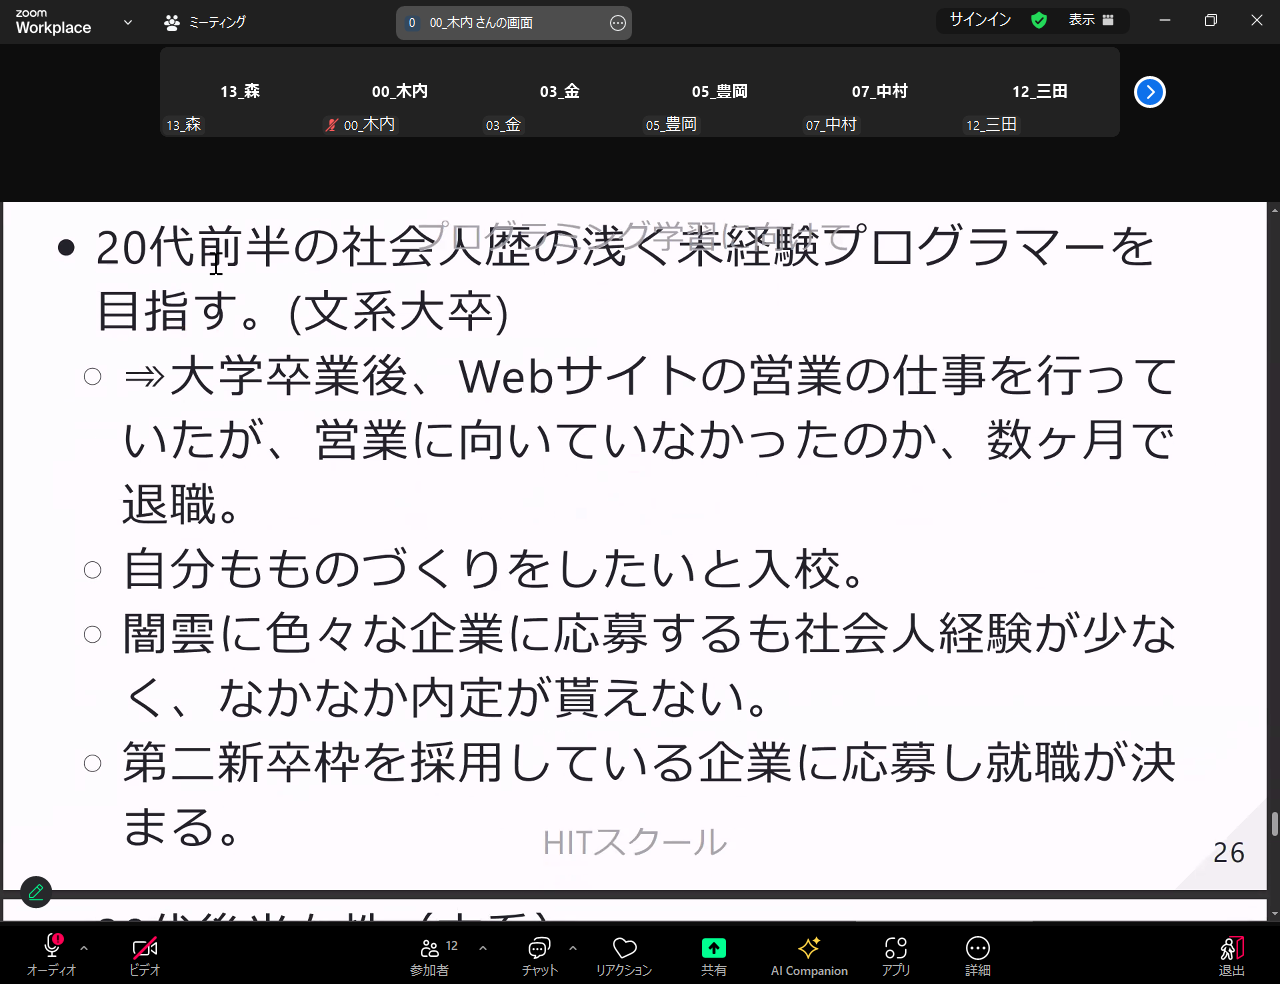 zoom
Workplace
ミーティング
0 00_木内 さんの画面
サインイン
表示
13_森
00_木内
03_金
05_豊岡
07_中村
12_三田
13_森
00_木内
03_金
05_豊岡
07_中村
12_三田
プログラミング学習に向けて
20代前半の社会人歴の浅く未経験プログラマーを
目指す。(文系大卒)
⇒大学卒業後、Webサイトの営業の仕事を行って
いたが、営業に向いていなかったのか、数ヶ月で
退職。
自分もものづくりをしたいと入校。
闇雲に色々な企業に応募するも社会人経験が少な
く、なかなか内定が貰えない。
第二新卒枠を採用している企業に応募し就職が決
まる。
HITスクール
26
オーディオ
ビデオ
参加者
12
チャット
リアクション
共有
AI Companion
アプリ
詳細
退出